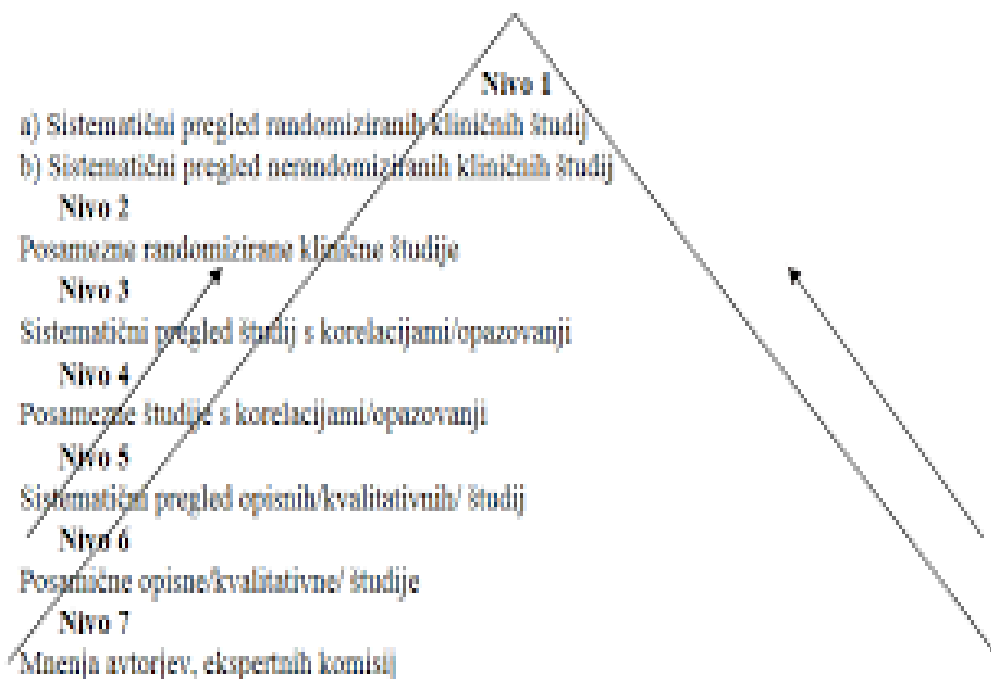 Nivo 1
a) Sistematični pregled randomiziranih kliničnih študij
b) Sistematični pregled nerandomiziranih kliničnih študij
Nivo 2
Posamezne randomizirane klinične študije
Nivo 3
Sistematični pregled študij s korelacijami/opazovanji
Nivo 4
Posamezne študije s korelacijami/opazovanji
Nivo 5
Sistematični pregled opisnih/kvalitativnih/ študij
Nivo 6
Posamične opisne/kvalitativne/ študije
Nivo 7
Mnenja avtorjev, ekspertnih komisij